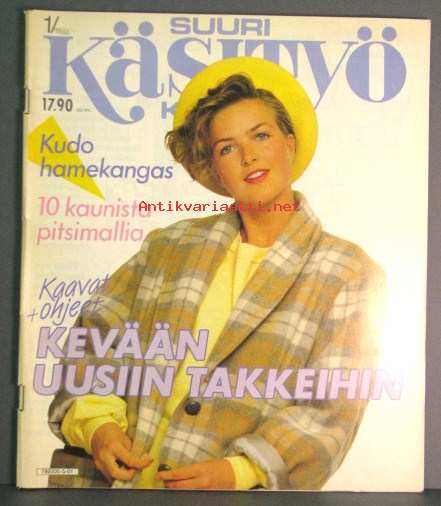 SUURI
1/
KÄSITYÖ
17.90
Kudo
hamekangas
Antikvariaatti.net
10 kaunista
pitsimallia
Kaavat
+ohjeet
KEVÄÄN
UUSIIN TAKKEIHIN